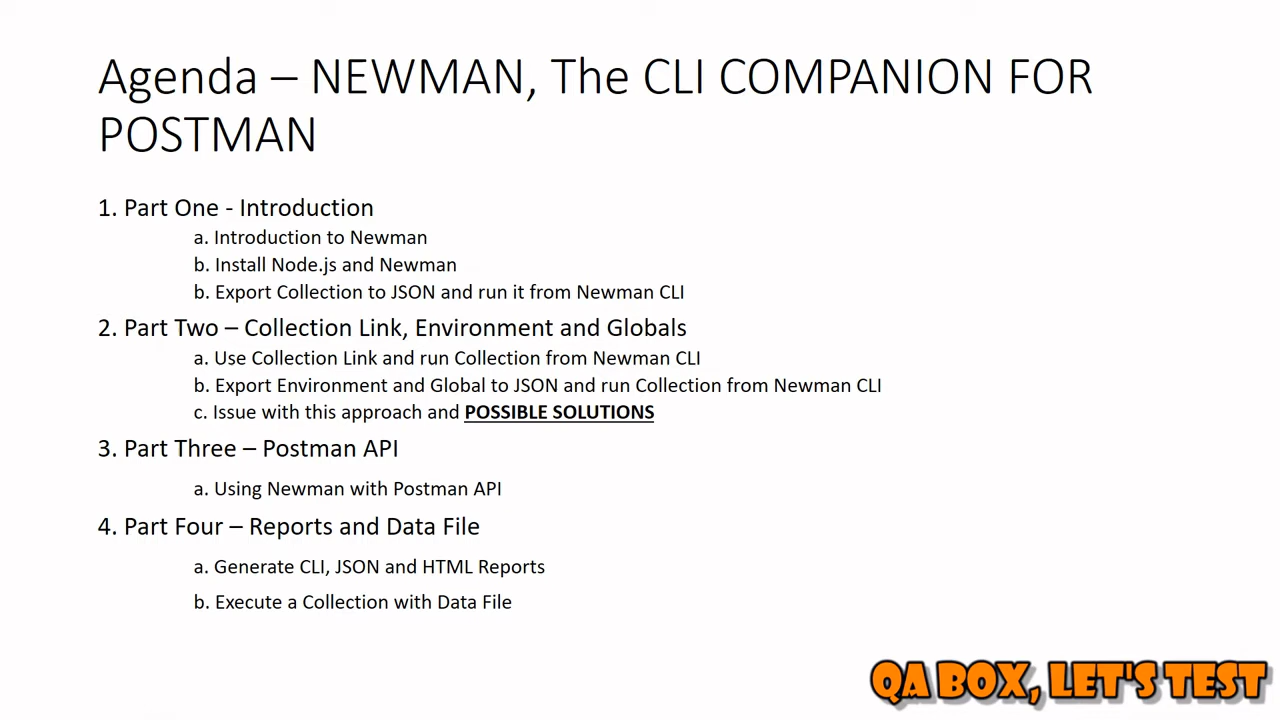 Agenda – NEWMAN, The CLI COMPANION FOR
POSTMAN
1. Part One - Introduction
a. Introduction to Newman
b. Install Node.js and Newman
b. Export Collection to JSON and run it from Newman CLI
2. Part Two – Collection Link, Environment and Globals
a. Use Collection Link and run Collection from Newman CLI
b. Export Environment and Global to JSON and run Collection from Newman CLI
c. Issue with this approach and POSSIBLE SOLUTIONS
3. Part Three – Postman API
a. Using Newman with Postman API
4. Part Four – Reports and Data File
a. Generate CLI, JSON and HTML Reports
b. Execute a Collection with Data File
QA BOX, LET'S TEST